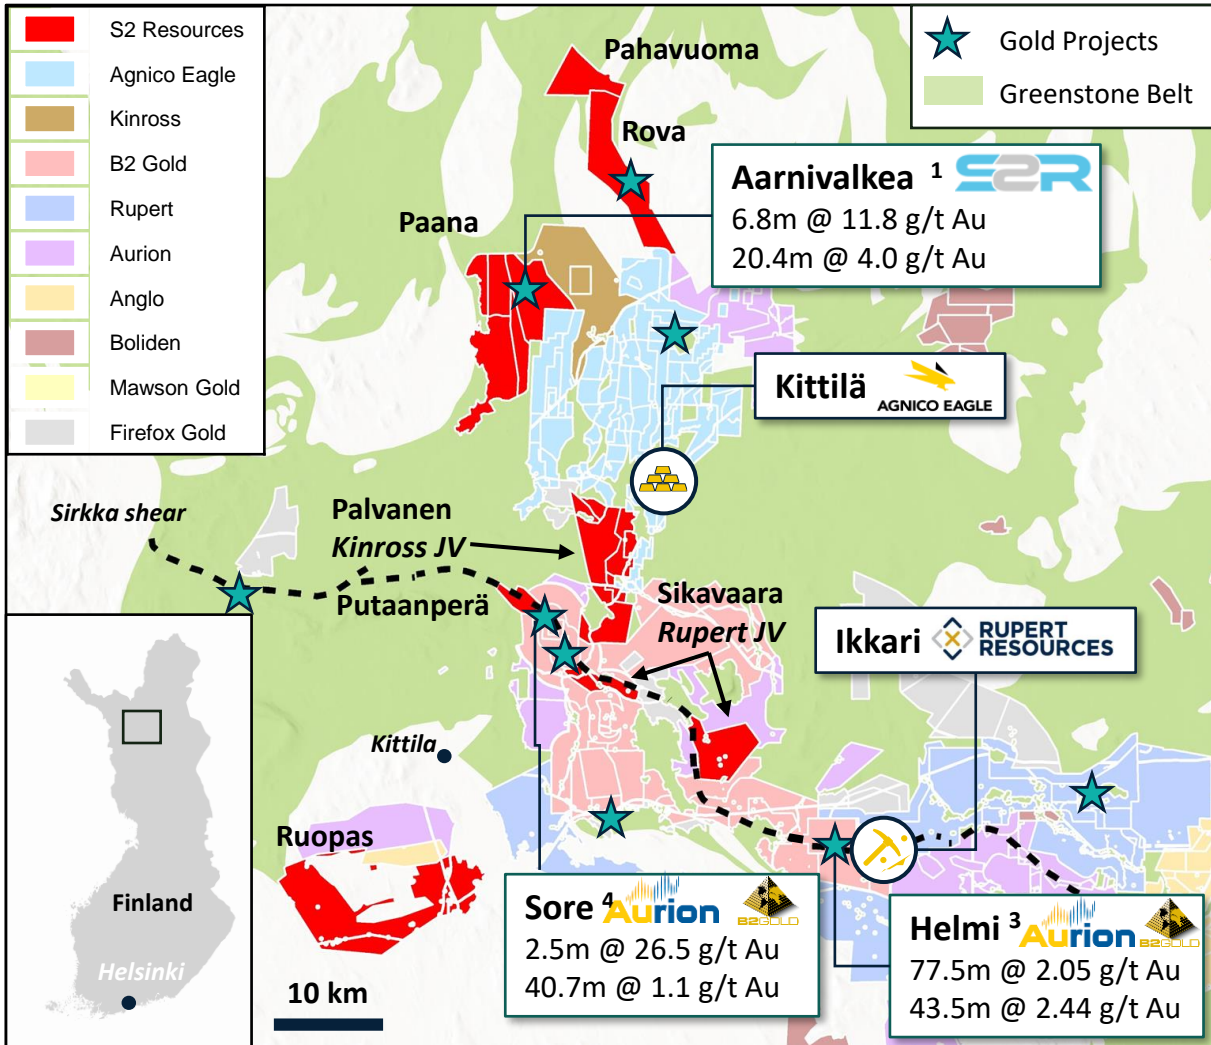 S2 Resources
Agnico Eagle
Kinross
B2 Gold
Rupert
Aurion
Anglo
Boliden
Mawson Gold
Firefox Gold
Gold Projects
Greenstone Belt
Pahavuoma
Rova
Aarnivalkea 1 S2R
6.8m @ 11.8 g/t Au
20.4m @ 4.0 g/t Au
Paana
Kittilä
AGNICO EAGLE
Sirkka shear
Palvanen
Kinross JV
Putaanperä
Sikavaara
Rupert JV
Ikkari RUPERT
RESOURCES
Kittila
Ruopas
Finland
Helsinki
10 km
Sore 4 Aurion B2GOLD
2.5m @ 26.5 g/t Au
40.7m @ 1.1 g/t Au
Helmi 3 Aurion B2GOLD
77.5m @ 2.05 g/t Au
43.5m @ 2.44 g/t Au